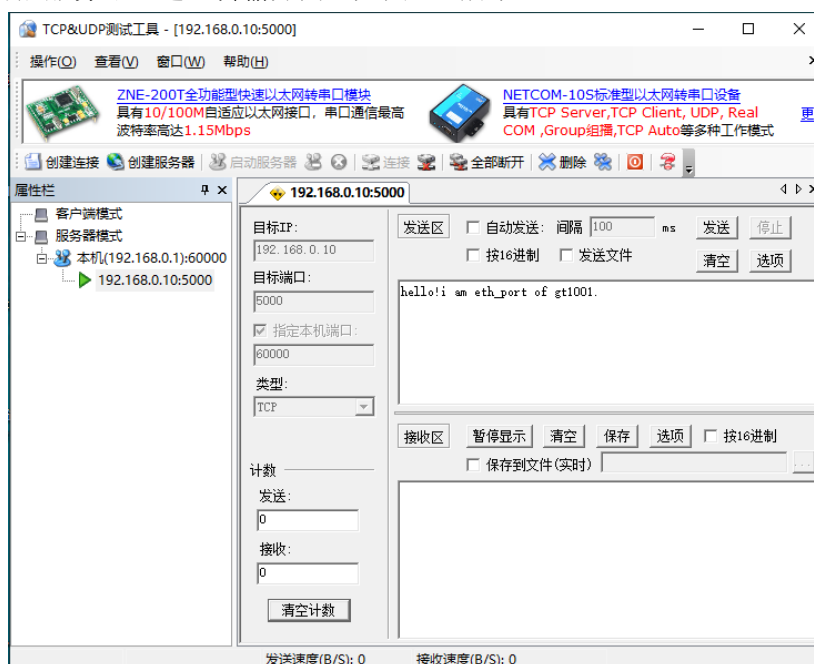 TCP&UDP测试工具 - [192.168.0.10:5000]
操作(O) 查看(V) 窗口(W) 帮助(H)
ZNE-200T全功能型快速以太网转串口模块
具有10/100M自适应以太网接口，串口通信最高
波特率高达1.15Mbps
NETCOM-10S标准型以太网转串口设备
具有TCP Server,TCP Client, UDP, Real
COM ,Group组播,TCP Auto等多种工作模式
更
创建连接 创建服务器 启动服务器 连接 全部断开 删除
属性栏
客户端模式
服务器模式
本机(192.168.0.1):60000
192.168.0.10:5000
192.168.0.10:5000
目标IP:
192.168.0.10
目标端口:
5000
指定本机端口:
60000
类型:
TCP
计数
发送:
0
接收:
0
清空计数
发送区 自动发送: 间隔 100 ms 发送 停止
按16进制 发送文件 清空 选项
hello!i am eth_port of gt1001.
接收区 暂停显示 清空 保存 选项 按16进制
保存到文件(实时) ...
发送速度(B/S): 0 接收速度(B/S): 0